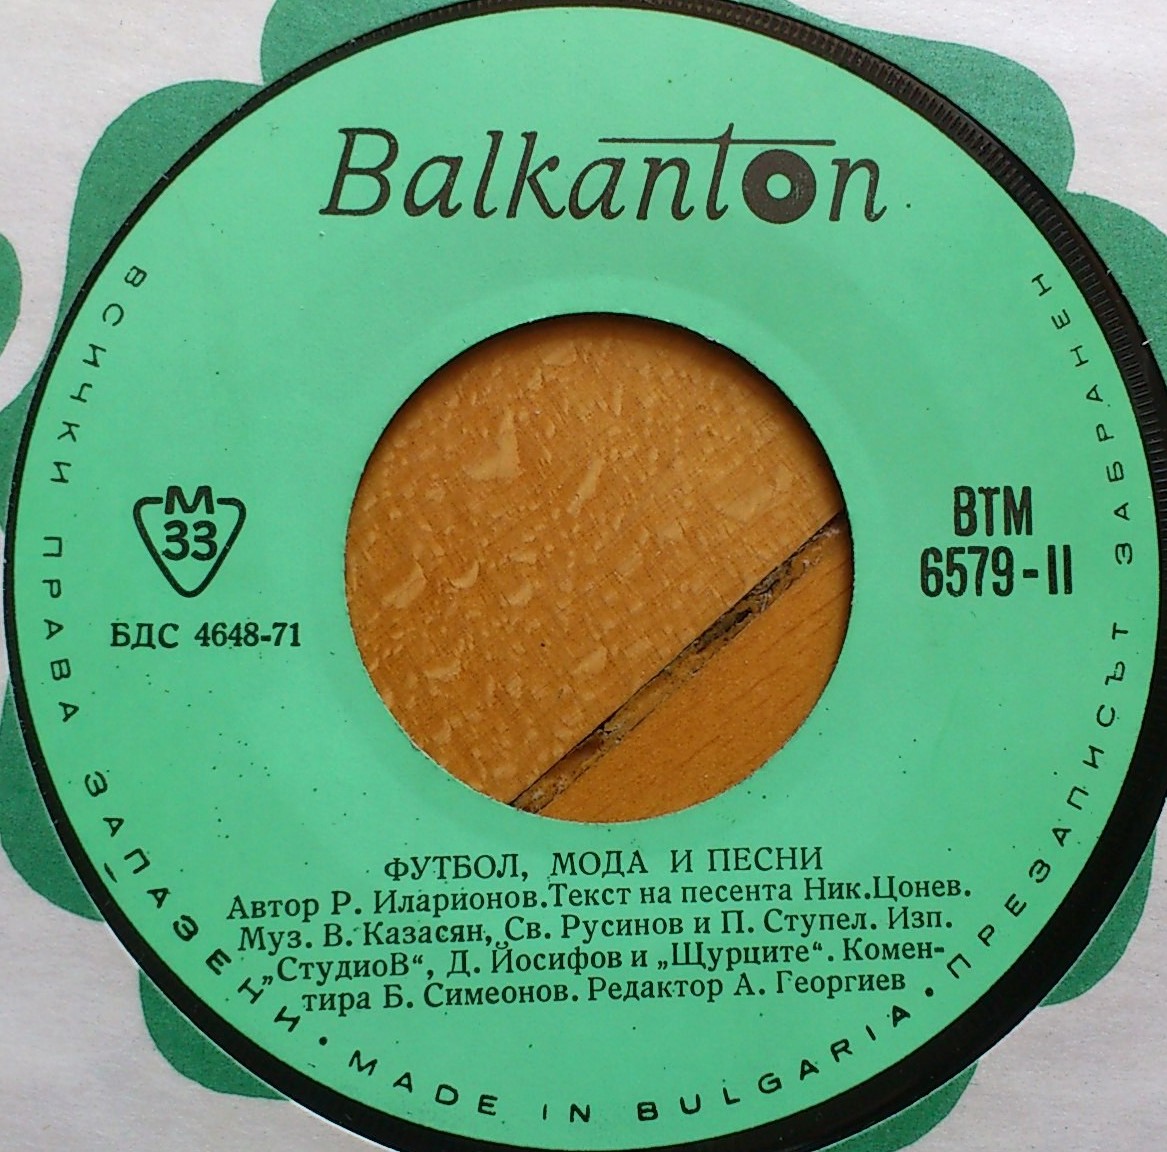 Balkanton
M
33
БДС 4648-71
ВТМ
6579-II
ФУТБОЛ, МОДА И ПЕСНИ
Автор Р. Иларионов.Текст на песента Ник.Цонев.
Муз. В. Казасян, Св. Русинов и П. Ступел. Изп.
„СтудиоВ“, Д. Йосифов и „Щурците“. Комен-
тира Б. Симеонов. Редактор А. Георгиев
ВСИЧКИ ПРАВА ЗАПАЗЕНИ • MADE IN BULGARIA • ПРЕЗАПИСЪТ ЗАБРАНЕН